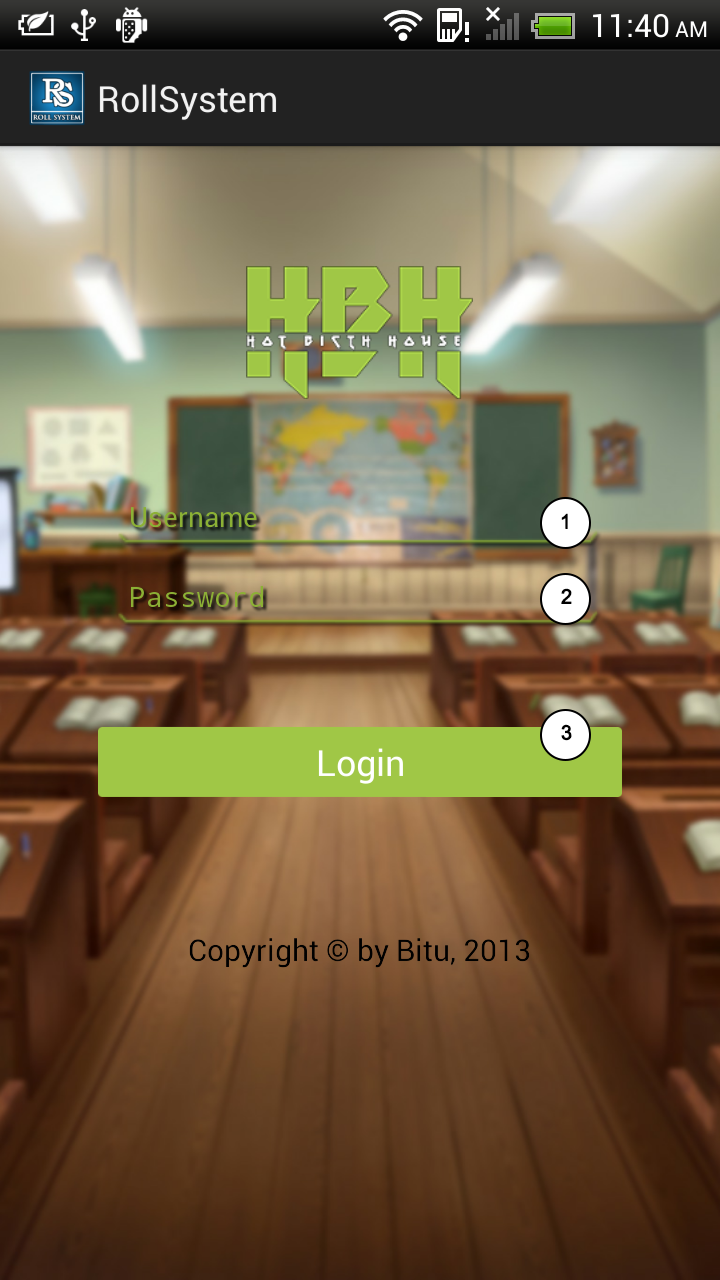 11:40 AM
RS
ROLL SYSTEM
RollSystem
HBH
HOT BIRTH HOUSE
Username
1
Password
2
3
Login
Copyright © by Bitu, 2013